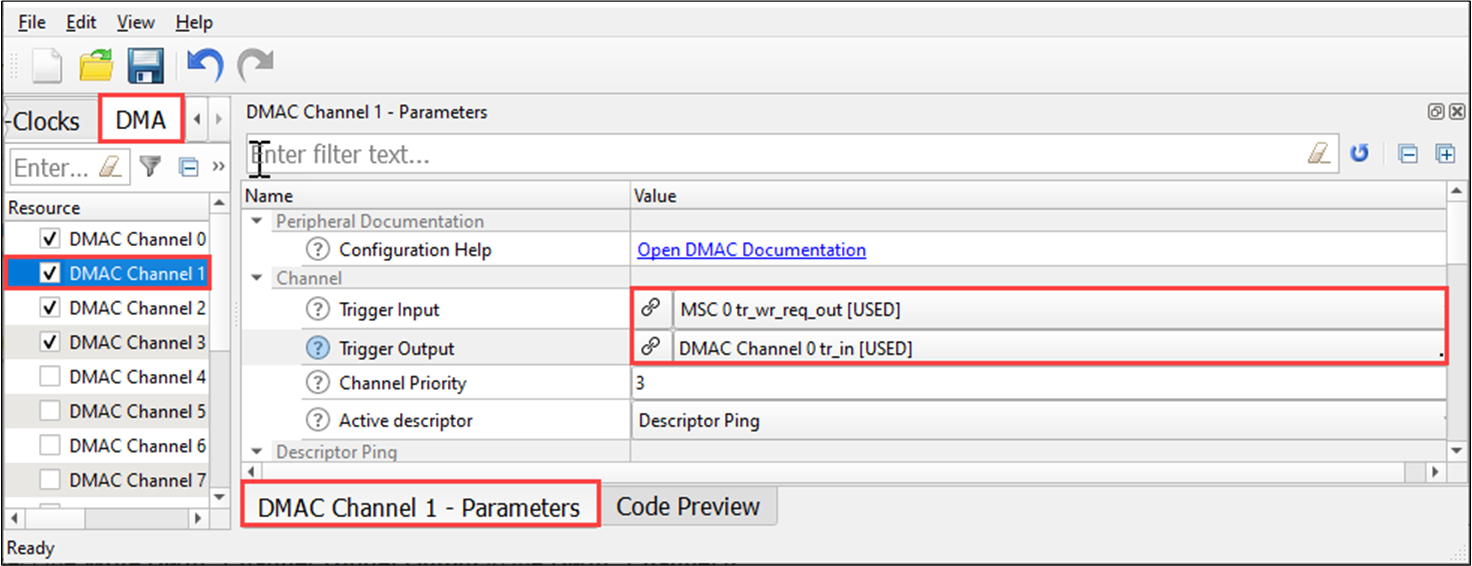 File Edit View Help
-Clocks DMA
DMAC Channel 1 - Parameters
Enter...
Enter filter text...
Resource
Name Value
DMAC Channel 0
DMAC Channel 1
DMAC Channel 2
DMAC Channel 3
DMAC Channel 4
DMAC Channel 5
DMAC Channel 6
DMAC Channel 7
Peripheral Documentation
Configuration Help Open DMAC Documentation
Channel
Trigger Input MSC 0 tr_wr_req_out [USED]
Trigger Output DMAC Channel 0 tr_in [USED]
Channel Priority 3
Active descriptor Descriptor Ping
Descriptor Ping
DMAC Channel 1 - Parameters Code Preview
Ready